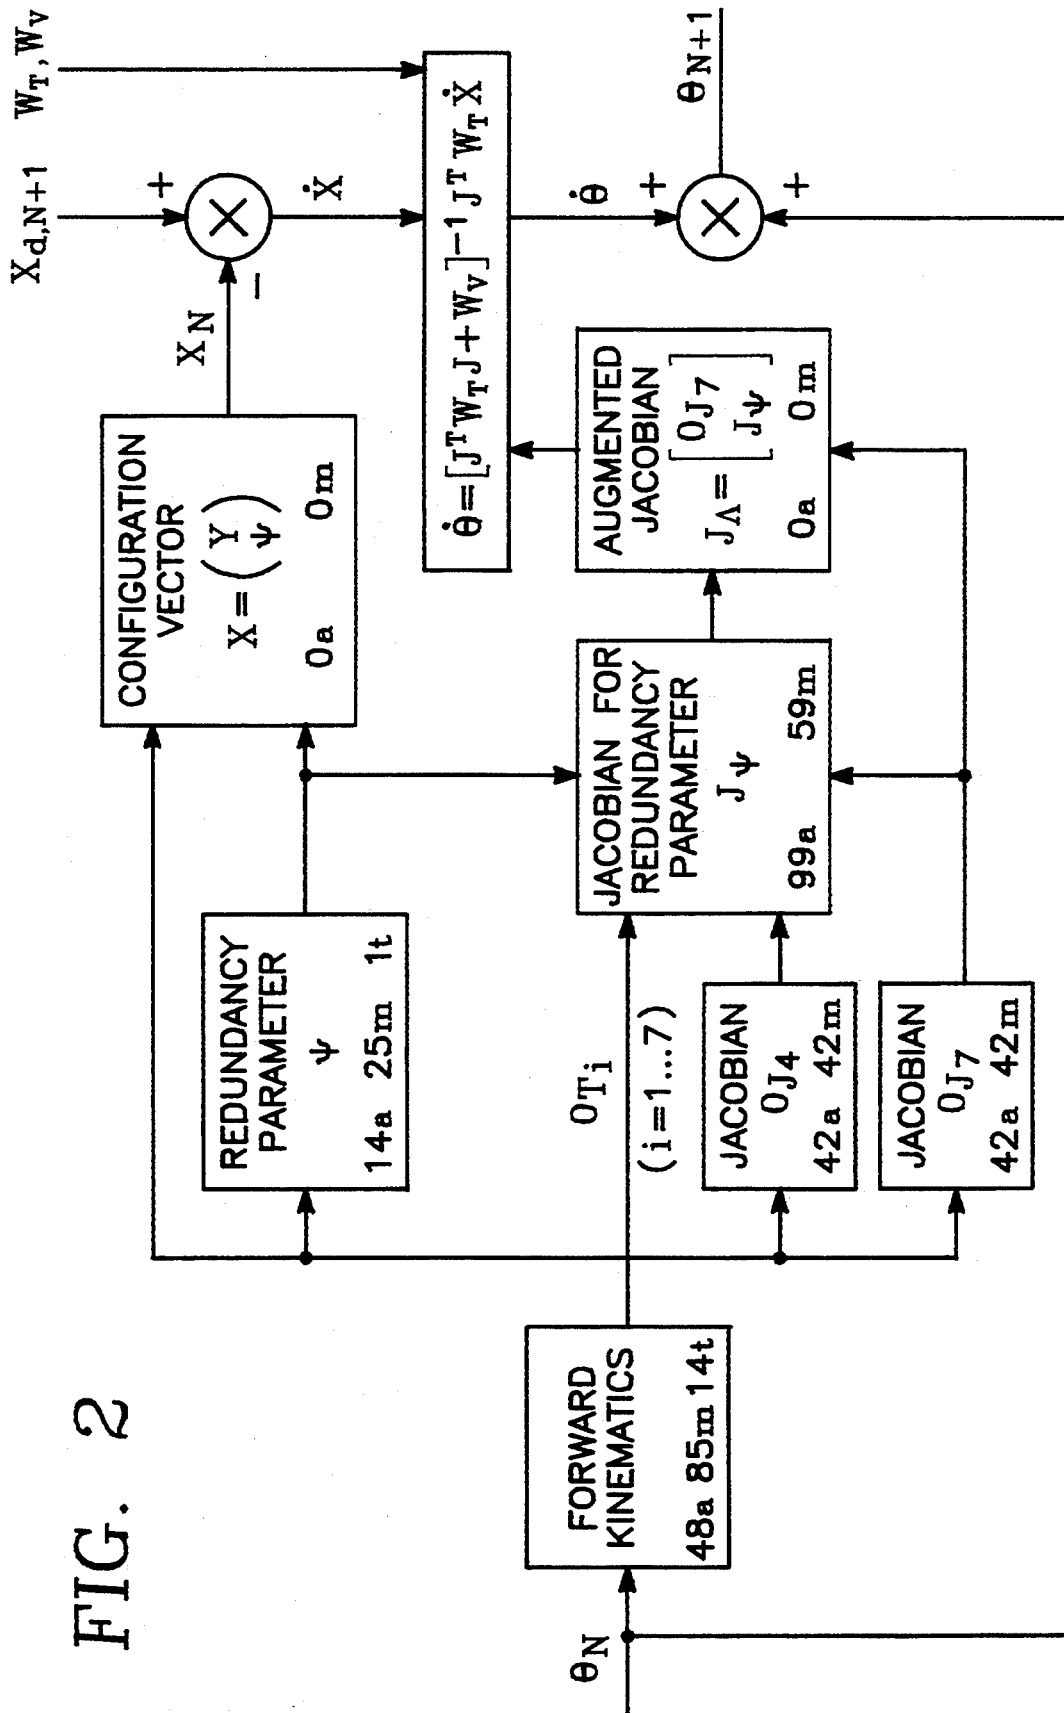 FIG. 2
θN
FORWARD
KINEMATICS
48a 85m 14t
0Ti
(i=1...7)
REDUNDANCY
PARAMETER
ψ
14a 25m 1t
JACOBIAN
0J4
42a 42m
JACOBIAN
0J7
42a 42m
CONFIGURATION
VECTOR
X=(Y ψ)
0a 0m
JACOBIAN FOR
REDUNDANCY
PARAMETER
Jψ
99a 59m
AUGMENTED
JACOBIAN
JΛ=[0J7 Jψ]
0a 0m
XN
Xd,N+1
WT, Wv
+
−
Ẋ
θ̇=[JᵀWTJ+Wv]⁻¹JᵀWTẊ
θ̇
+
+
θN+1